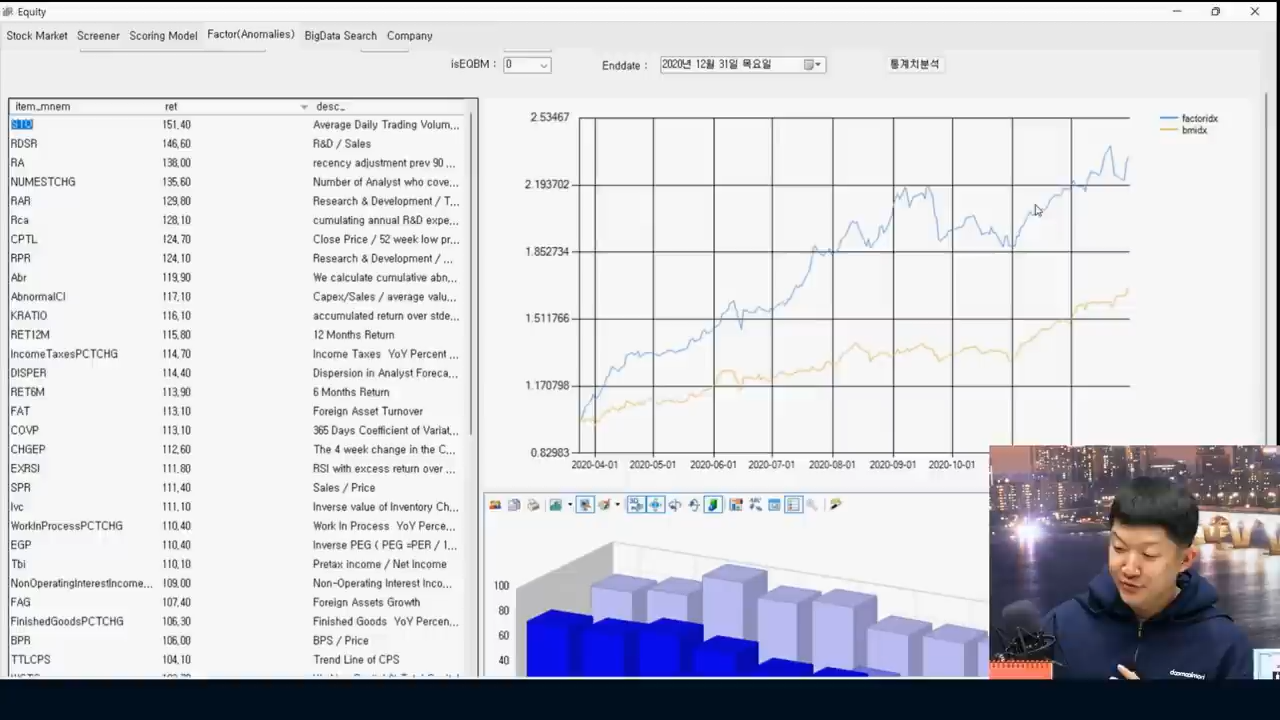 Equity
Stock Market Screener Scoring Model Factor(Anomalies) BigData Search Company
isEQBM : 0 Enddate : 2020년 12월 31일 목요일 통계치분석
item_mnem ret desc_
STO 151,40 Average Daily Trading Volum,,,
RDSR 146,60 R&D / Sales
RA 138,00 recency adjustment prev 90 ,,,
NUMESTCHG 135,60 Number of Analyst who cove,,,
RAR 129,80 Research & Development / T,,,
Rca 128,10 cumulating annual R&D expe,,,
CPTL 124,70 Close Price / 52 week low pr,,,
RPR 124,10 Research & Development / ,,,
Abr 119,90 We calculate cumulative abn,,,
AbnormalCI 117,10 Capex/Sales / average valu,,,
KRATIO 116,10 accumulated return over stde,,,
RET12M 115,80 12 Months Return
IncomeTaxesPCTCHG 114,70 Income Taxes YoY Percent ,,,
DISPER 114,40 Dispersion in Analyst Foreca,,,
RET6M 113,90 6 Months Return
FAT 113,10 Foreign Asset Turnover
COVP 113,10 365 Days Coefficient of Variat,,,
CHGEP 112,60 The 4 week change in the C,,,
EXRSI 111,80 RSI with excess return over ,,,
SPR 111,40 Sales / Price
Ivc 111,10 Inverse value of Inventory Ch,,,
WorkInProcessPCTCHG 110,40 Work In Process YoY Perce,,,
EGP 110,40 Inverse PEG ( PEG =PER / 1,,,
Tbi 110,10 Pretax income / Net Income
NonOperatingInterestIncome,,, 109,00 Non-Operating Interest Inco,,,
FAG 107,40 Foreign Assets Growth
FinishedGoodsPCTCHG 106,30 Finished Goods YoY Percen,,,
BPR 106,00 BPS / Price
TTLCPS 104,10 Trend Line of CPS
2.53467
2.193702
1.852734
1.511766
1.170798
0.82983
2020-04-01 2020-05-01 2020-06-01 2020-07-01 2020-08-01 2020-09-01 2020-10-01
factoridx
bmidx
100
80
60
40